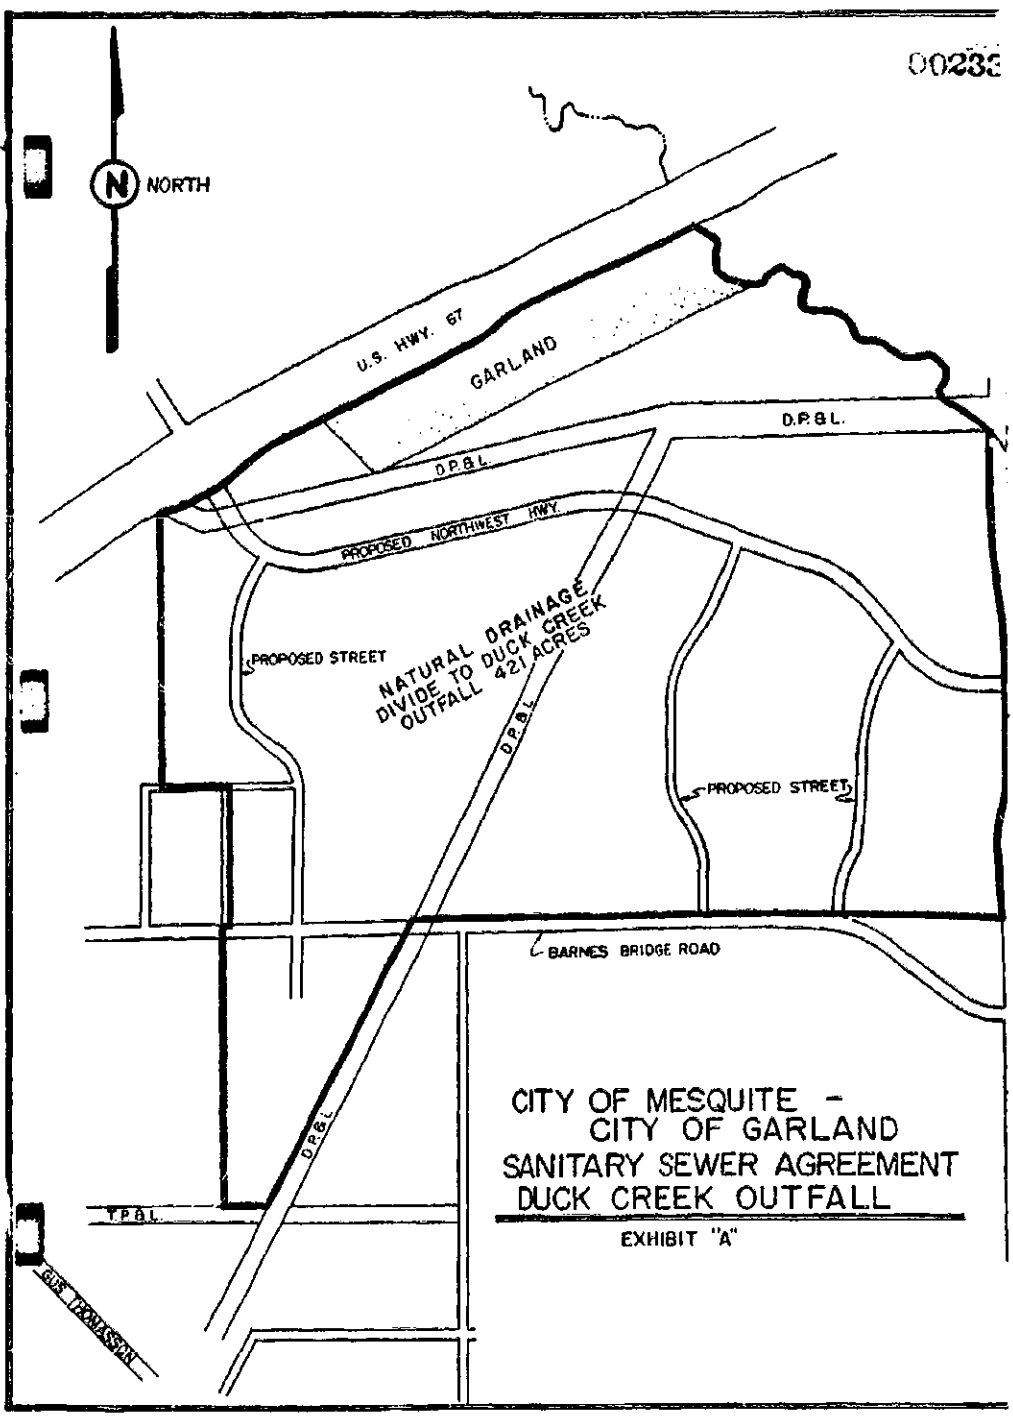 00233
N NORTH
U.S. HWY. 67
GARLAND
D.P.&L.
D.P.&L.
PROPOSED NORTHWEST HWY.
NATURAL DRAINAGE
DIVIDE TO DUCK CREEK
OUTFALL 421 ACRES
PROPOSED STREET
D.P.&L.
PROPOSED STREET
BARNES BRIDGE ROAD
CITY OF MESQUITE -
CITY OF GARLAND
SANITARY SEWER AGREEMENT
DUCK CREEK OUTFALL
EXHIBIT "A"
D.P.&L.
T.P.&L.
GUS THOMASSON